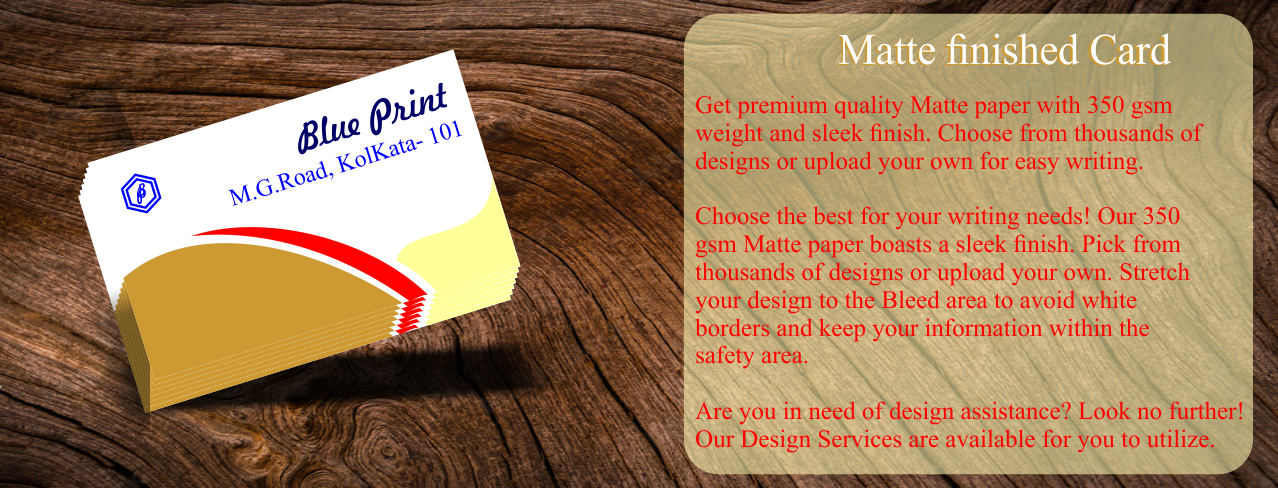 Blue Print
M.G.Road, KolKata- 101
Matte finished Card
Get premium quality Matte paper with 350 gsm
weight and sleek finish. Choose from thousands of
designs or upload your own for easy writing.
Choose the best for your writing needs! Our 350
gsm Matte paper boasts a sleek finish. Pick from
thousands of designs or upload your own. Stretch
your design to the Bleed area to avoid white
borders and keep your information within the
safety area.
Are you in need of design assistance? Look no further!
Our Design Services are available for you to utilize.